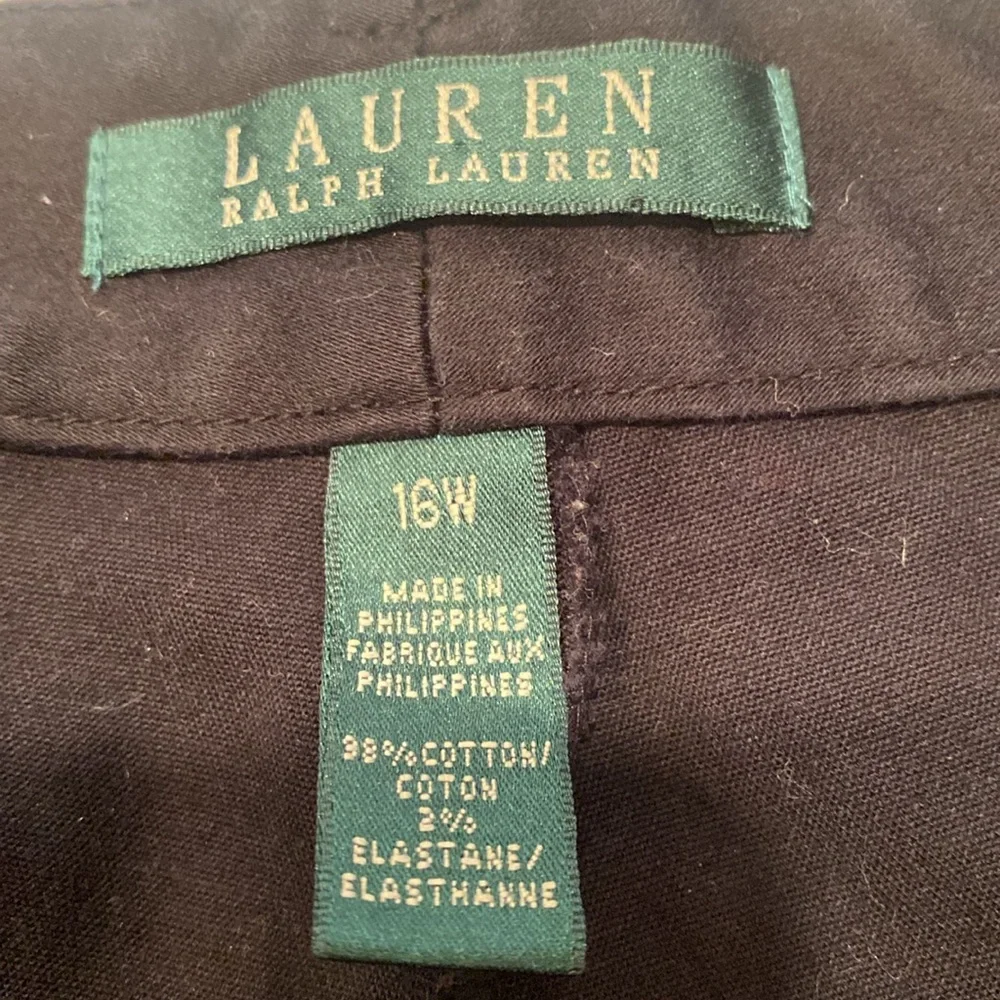 LAUREN
RALPH LAUREN
16W
MADE IN
PHILIPPINES
FABRIQUE AUX
PHILIPPINES
98%COTTON/
COTON
2%
ELASTANE/
ELASTHANNE